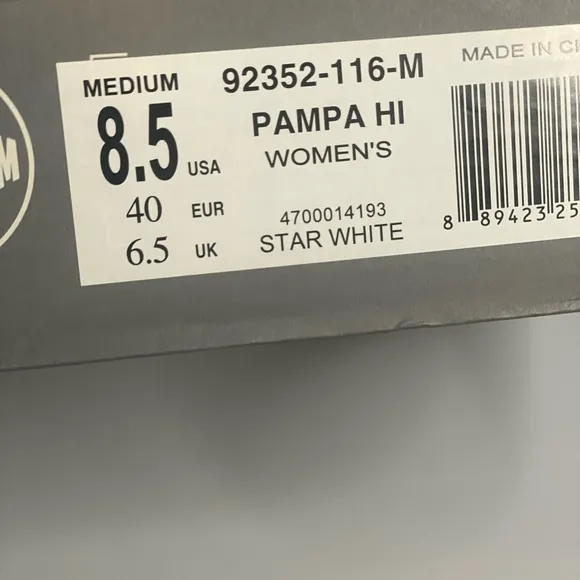 MEDIUM
8.5 USA
40 EUR
6.5 UK
92352-116-M
PAMPA HI
WOMEN'S
4700014193
STAR WHITE
MADE IN
8 89423 25
M